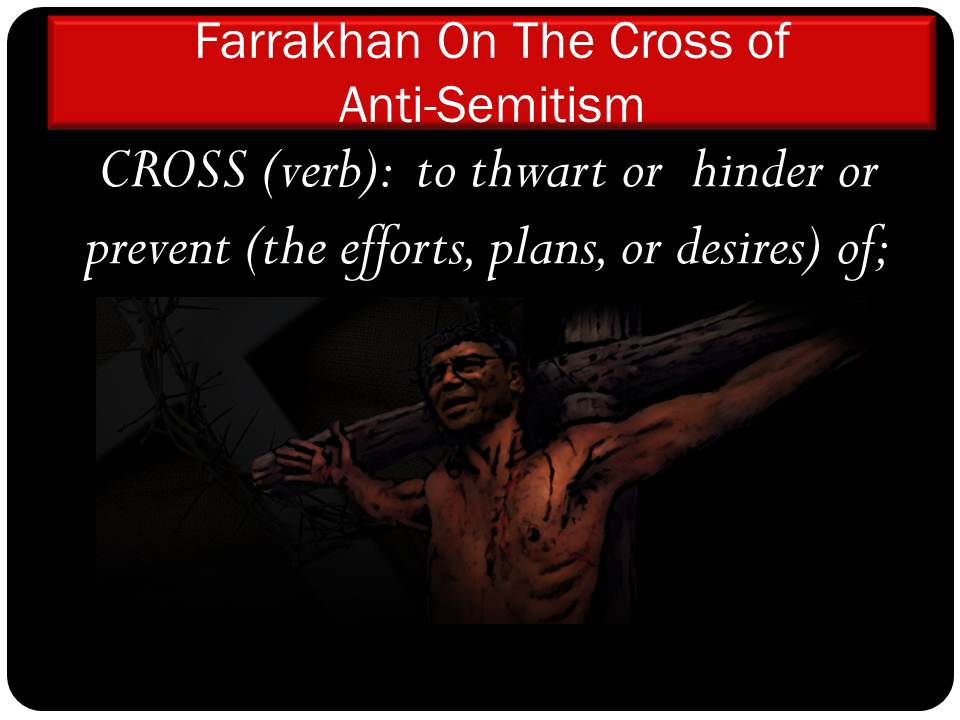 Farrakhan On The Cross of
Anti-Semitism
CROSS (verb): to thwart or hinder or
prevent (the efforts, plans, or desires) of;